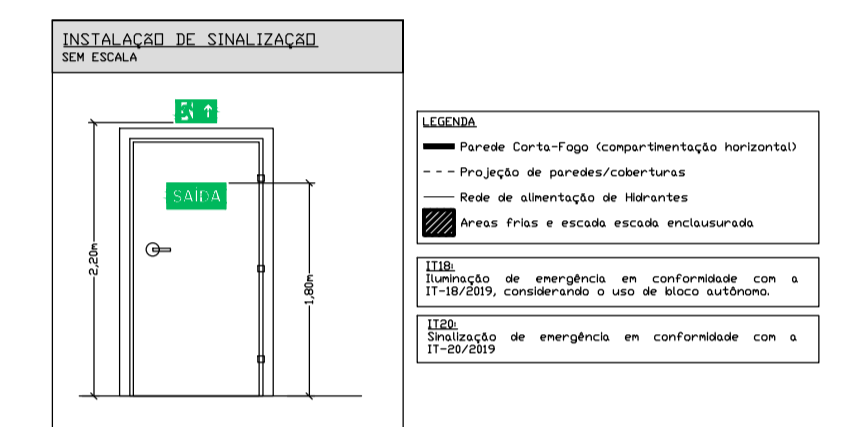 INSTALAÇÃO DE SINALIZAÇÃO
SEM ESCALA
SAÍDA
2,20m
1,80m
LEGENDA
Parede Corta-Fogo (compartimentação horizontal)
Projeção de paredes/coberturas
Rede de alimentação de Hidrantes
Areas frias e escada escada enclausurada
IT18:
Iluminação de emergência em conformidade com a
IT-18/2019, considerando o uso de bloco autônomo.
IT20:
Sinalização de emergência em conformidade com a
IT-20/2019